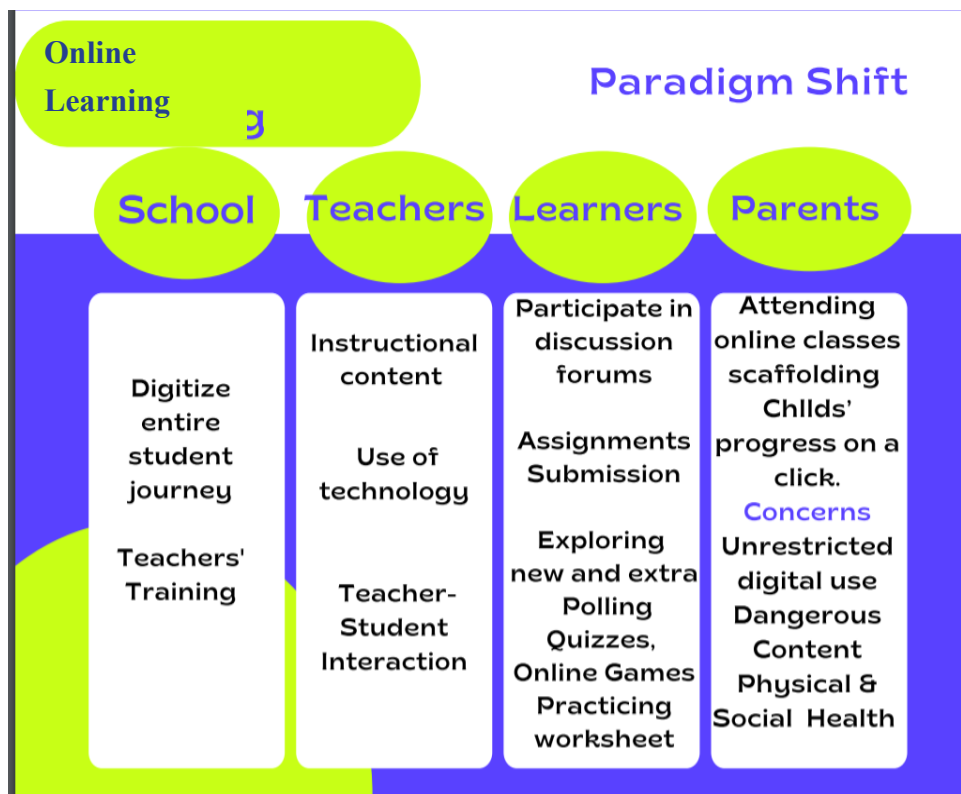 Online
Learning
g
Paradigm Shift
School
Teachers
Learners
Parents
Digitize
entire
student
journey
Teachers'
Training
Instructional
content
Use of
technology
Teacher-
Student
Interaction
Participate in
discussion
forums
Assignments
Submission
Exploring
new and extra
Polling
Quizzes,
Online Games
Practicing
worksheet
Attending
online classes
scaffolding
Chllds’
progress on a
click.
Concerns
Unrestricted
digital use
Dangerous
Content
Physical &
Social Health